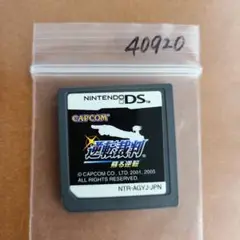 40920
NINTENDO DS™
CAPCOM®
逆転裁判
蘇る逆転
© CAPCOM CO., LTD. 2001, 2005
ALL RIGHTS RESERVED.
NTR-AGYJ-JPN